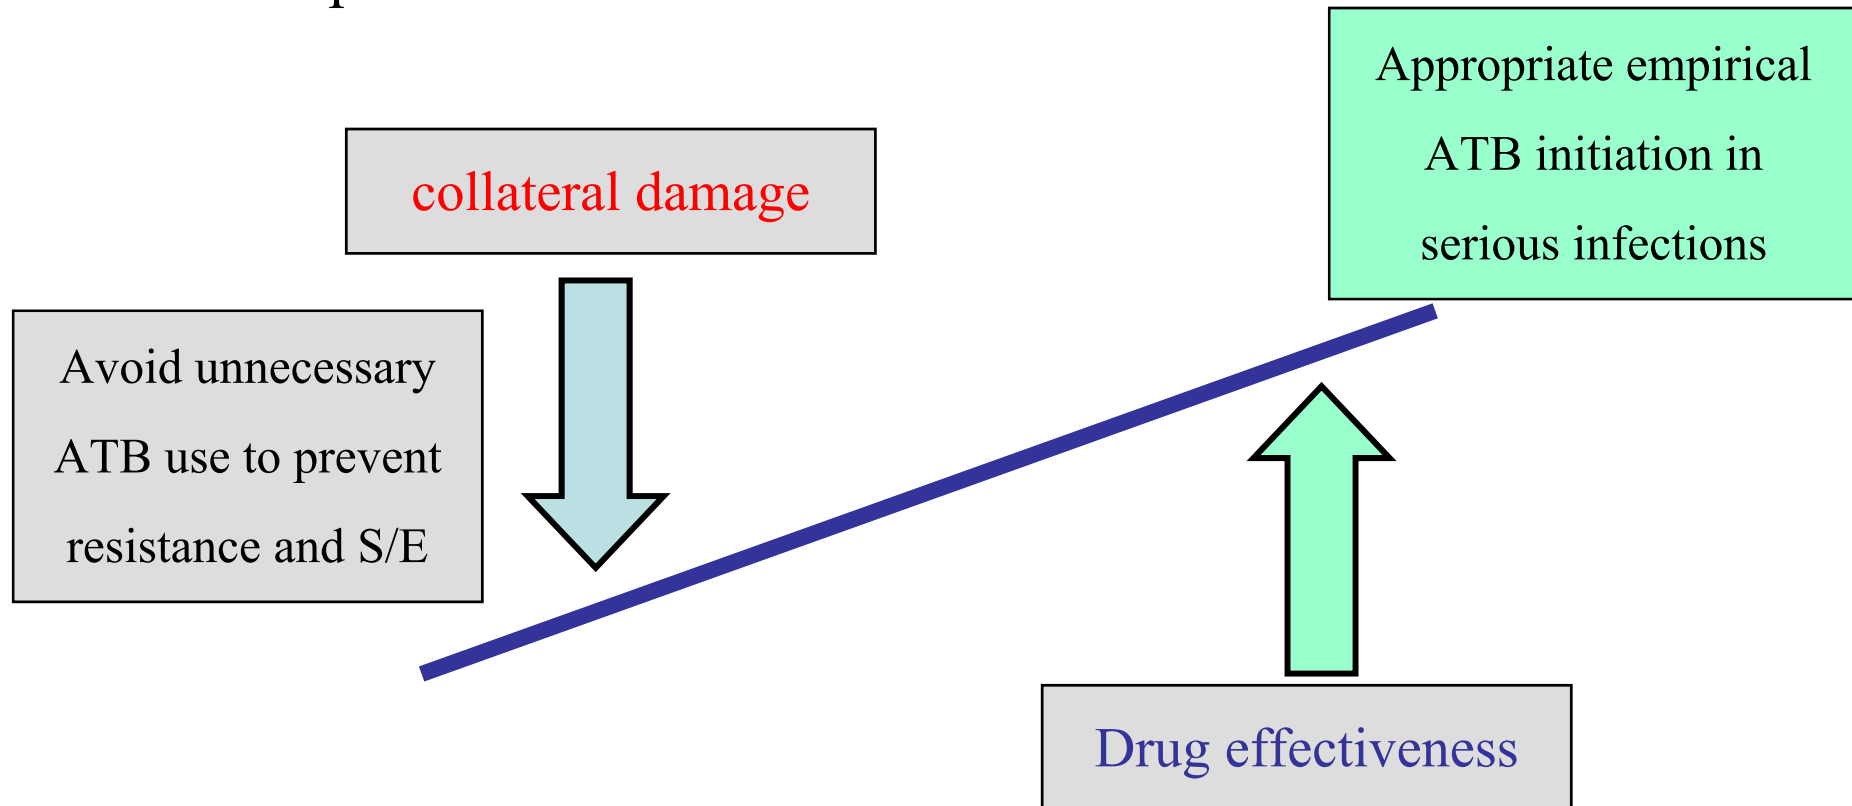 collateral damage
Appropriate empirical
ATB initiation in
serious infections
Avoid unnecessary
ATB use to prevent
resistance and S/E
Drug effectiveness